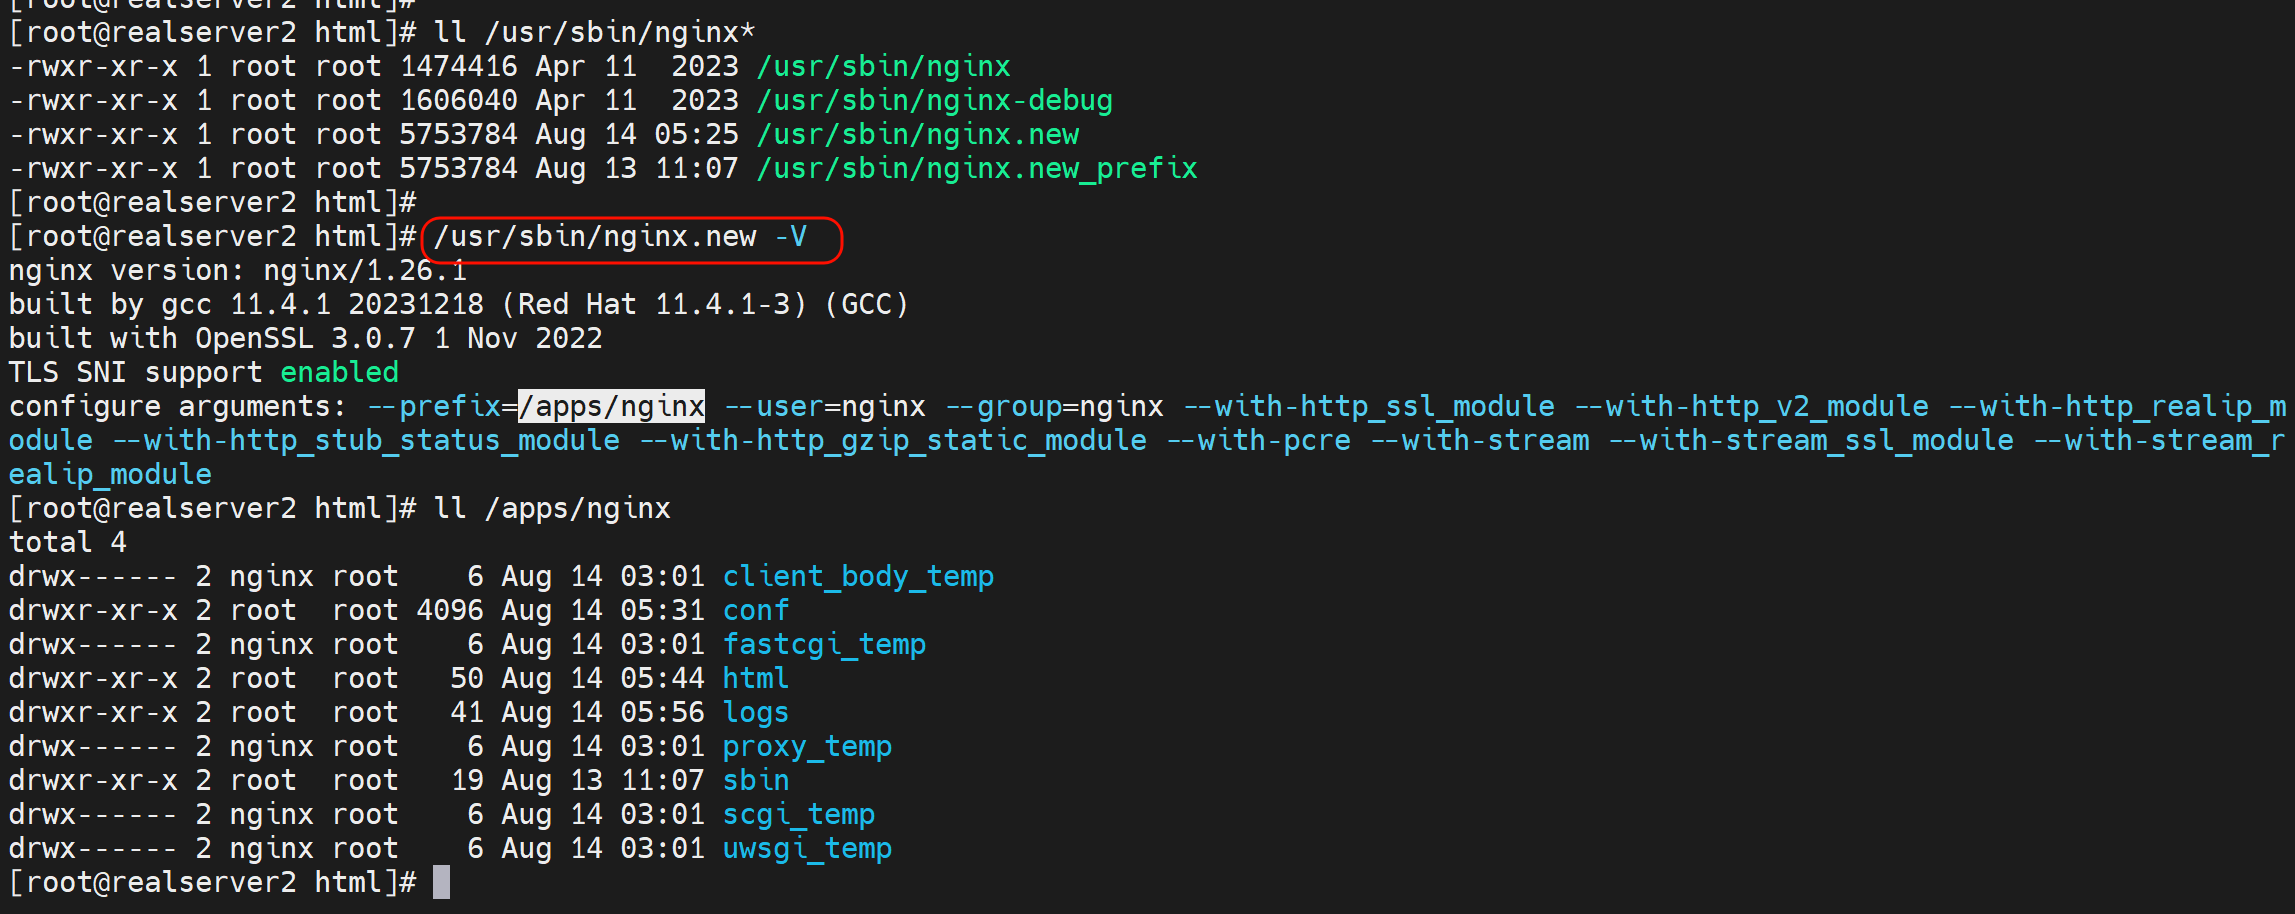 [root@realserver2 html]#
[root@realserver2 html]# ll /usr/sbin/nginx*
-rwxr-xr-x 1 root root 1474416 Apr 11  2023 /usr/sbin/nginx
-rwxr-xr-x 1 root root 1606040 Apr 11  2023 /usr/sbin/nginx-debug
-rwxr-xr-x 1 root root 5753784 Aug 14 05:25 /usr/sbin/nginx.new
-rwxr-xr-x 1 root root 5753784 Aug 13 11:07 /usr/sbin/nginx.new_prefix
[root@realserver2 html]#
[root@realserver2 html]# /usr/sbin/nginx.new -V
nginx version: nginx/1.26.1
built by gcc 11.4.1 20231218 (Red Hat 11.4.1-3) (GCC)
built with OpenSSL 3.0.7 1 Nov 2022
TLS SNI support enabled
configure arguments: --prefix=/apps/nginx --user=nginx --group=nginx --with-http_ssl_module --with-http_v2_module --with-http_realip_m
odule --with-http_stub_status_module --with-http_gzip_static_module --with-pcre --with-stream --with-stream_ssl_module --with-stream_r
ealip_module
[root@realserver2 html]# ll /apps/nginx
total 4
drwx------ 2 nginx root    6 Aug 14 03:01 client_body_temp
drwxr-xr-x 2 root  root 4096 Aug 14 05:31 conf
drwx------ 2 nginx root    6 Aug 14 03:01 fastcgi_temp
drwxr-xr-x 2 root  root   50 Aug 14 05:44 html
drwxr-xr-x 2 root  root   41 Aug 14 05:56 logs
drwx------ 2 nginx root    6 Aug 14 03:01 proxy_temp
drwxr-xr-x 2 root  root   19 Aug 13 11:07 sbin
drwx------ 2 nginx root    6 Aug 14 03:01 scgi_temp
drwx------ 2 nginx root    6 Aug 14 03:01 uwsgi_temp
[root@realserver2 html]#